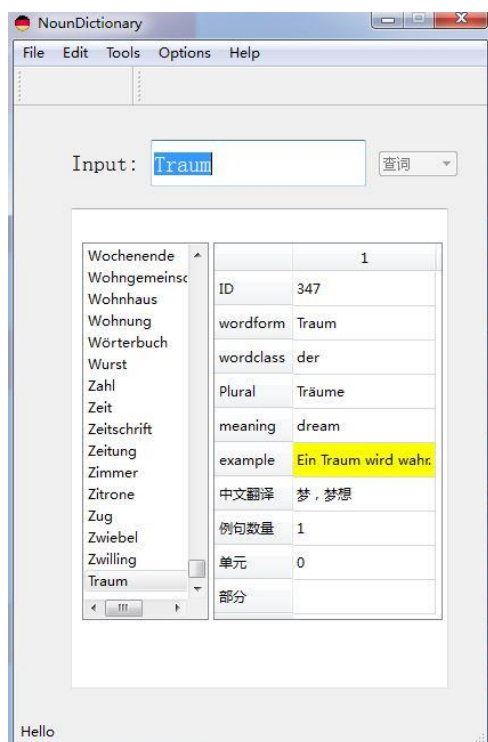 NounDictionary
File Edit Tools Options Help
Input: Traum 查词
Wochenende
Wohngemeinsc
Wohnhaus
Wohnung
Wörterbuch
Wurst
Zahl
Zeit
Zeitschrift
Zeitung
Zimmer
Zitrone
Zug
Zwiebel
Zwilling
Traum
1
ID 347
wordform Traum
wordclass der
Plural Träume
meaning dream
example Ein Traum wird wahr.
中文翻译 梦，梦想
例句数量 1
单元 0
部分
Hello